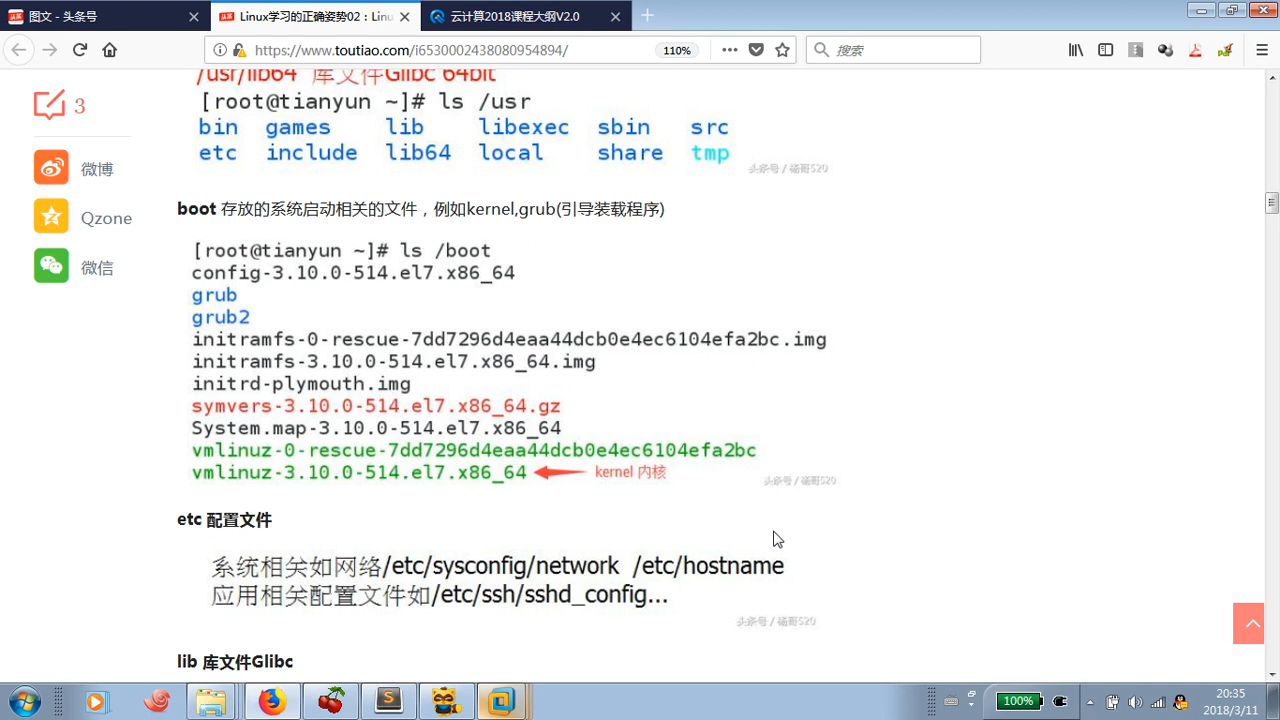 图文 - 头条号
Linux学习的正确姿势02：Linu
云计算2018课程大纲V2.0
https://www.toutiao.com/i6530002438080954894/
110%
搜索
/usr/lib64 库文件Glibc 64bit
3
[root@tianyun ~]# ls /usr
bin games lib libexec sbin src
etc include lib64 local share tmp
头条号 / 杨哥520
微博
Qzone
微信
boot 存放的系统启动相关的文件，例如kernel,grub(引导装载程序)
[root@tianyun ~]# ls /boot
config-3.10.0-514.el7.x86_64
grub
grub2
initramfs-0-rescue-7dd7296d4eaa44dcb0e4ec6104efa2bc.img
initramfs-3.10.0-514.el7.x86_64.img
initrd-plymouth.img
symvers-3.10.0-514.el7.x86_64.gz
System.map-3.10.0-514.el7.x86_64
vmlinuz-0-rescue-7dd7296d4eaa44dcb0e4ec6104efa2bc
vmlinuz-3.10.0-514.el7.x86_64 kernel 内核
头条号 / 杨哥520
etc 配置文件
系统相关如网络/etc/sysconfig/network /etc/hostname
应用相关配置文件如/etc/ssh/sshd_config...
头条号 / 杨哥520
lib 库文件Glibc
100%
20:35
2018/3/11